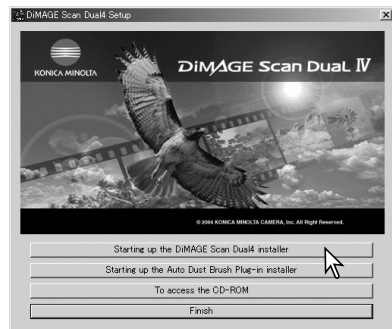 DiMAGE Scan Dual4 Setup
KONICA MINOLTA
DiMAGE Scan Dual IV
© 2004 KONICA MINOLTA CAMERA, Inc. All Right Reserved.
Starting up the DiMAGE Scan Dual4 installer
Starting up the Auto Dust Brush Plug-in installer
To access the CD-ROM
Finish